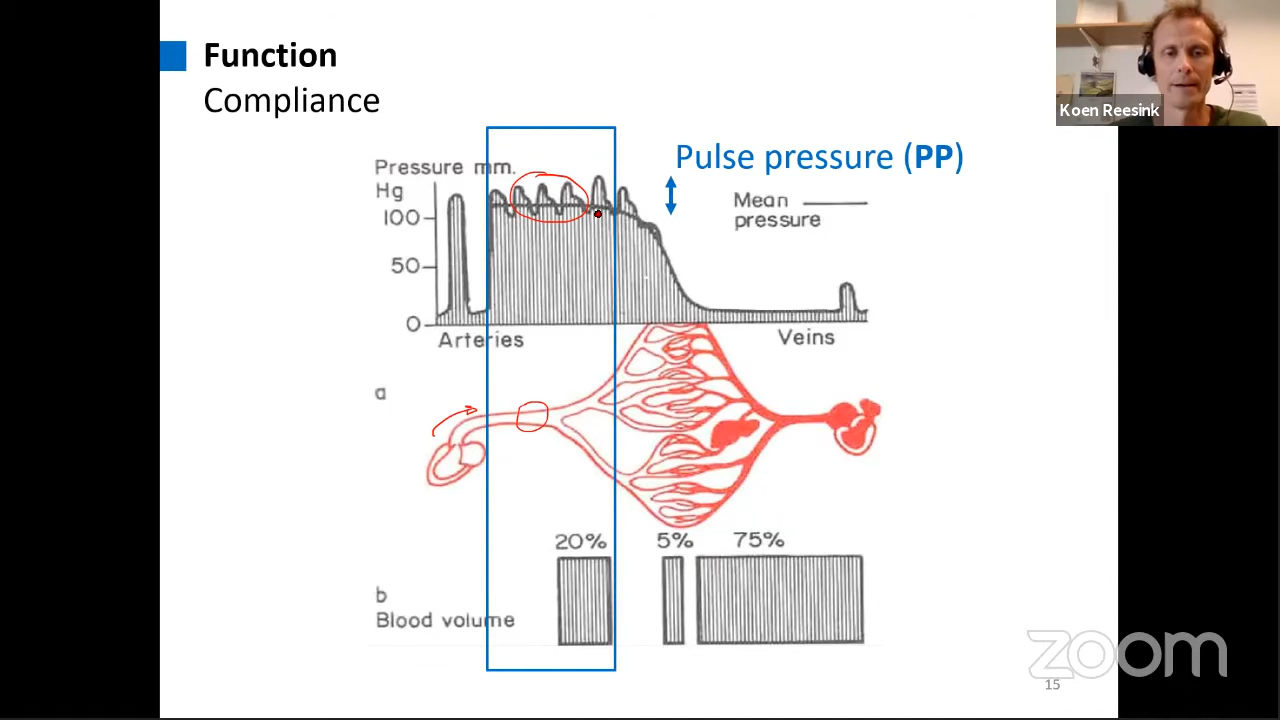 Function
Compliance
Koen Reesink
Pulse pressure (PP)
Pressure mm.
Hg
100
50
0
Mean
pressure
Arteries
Veins
a
20%
5%
75%
b
Blood volume
zoom
15